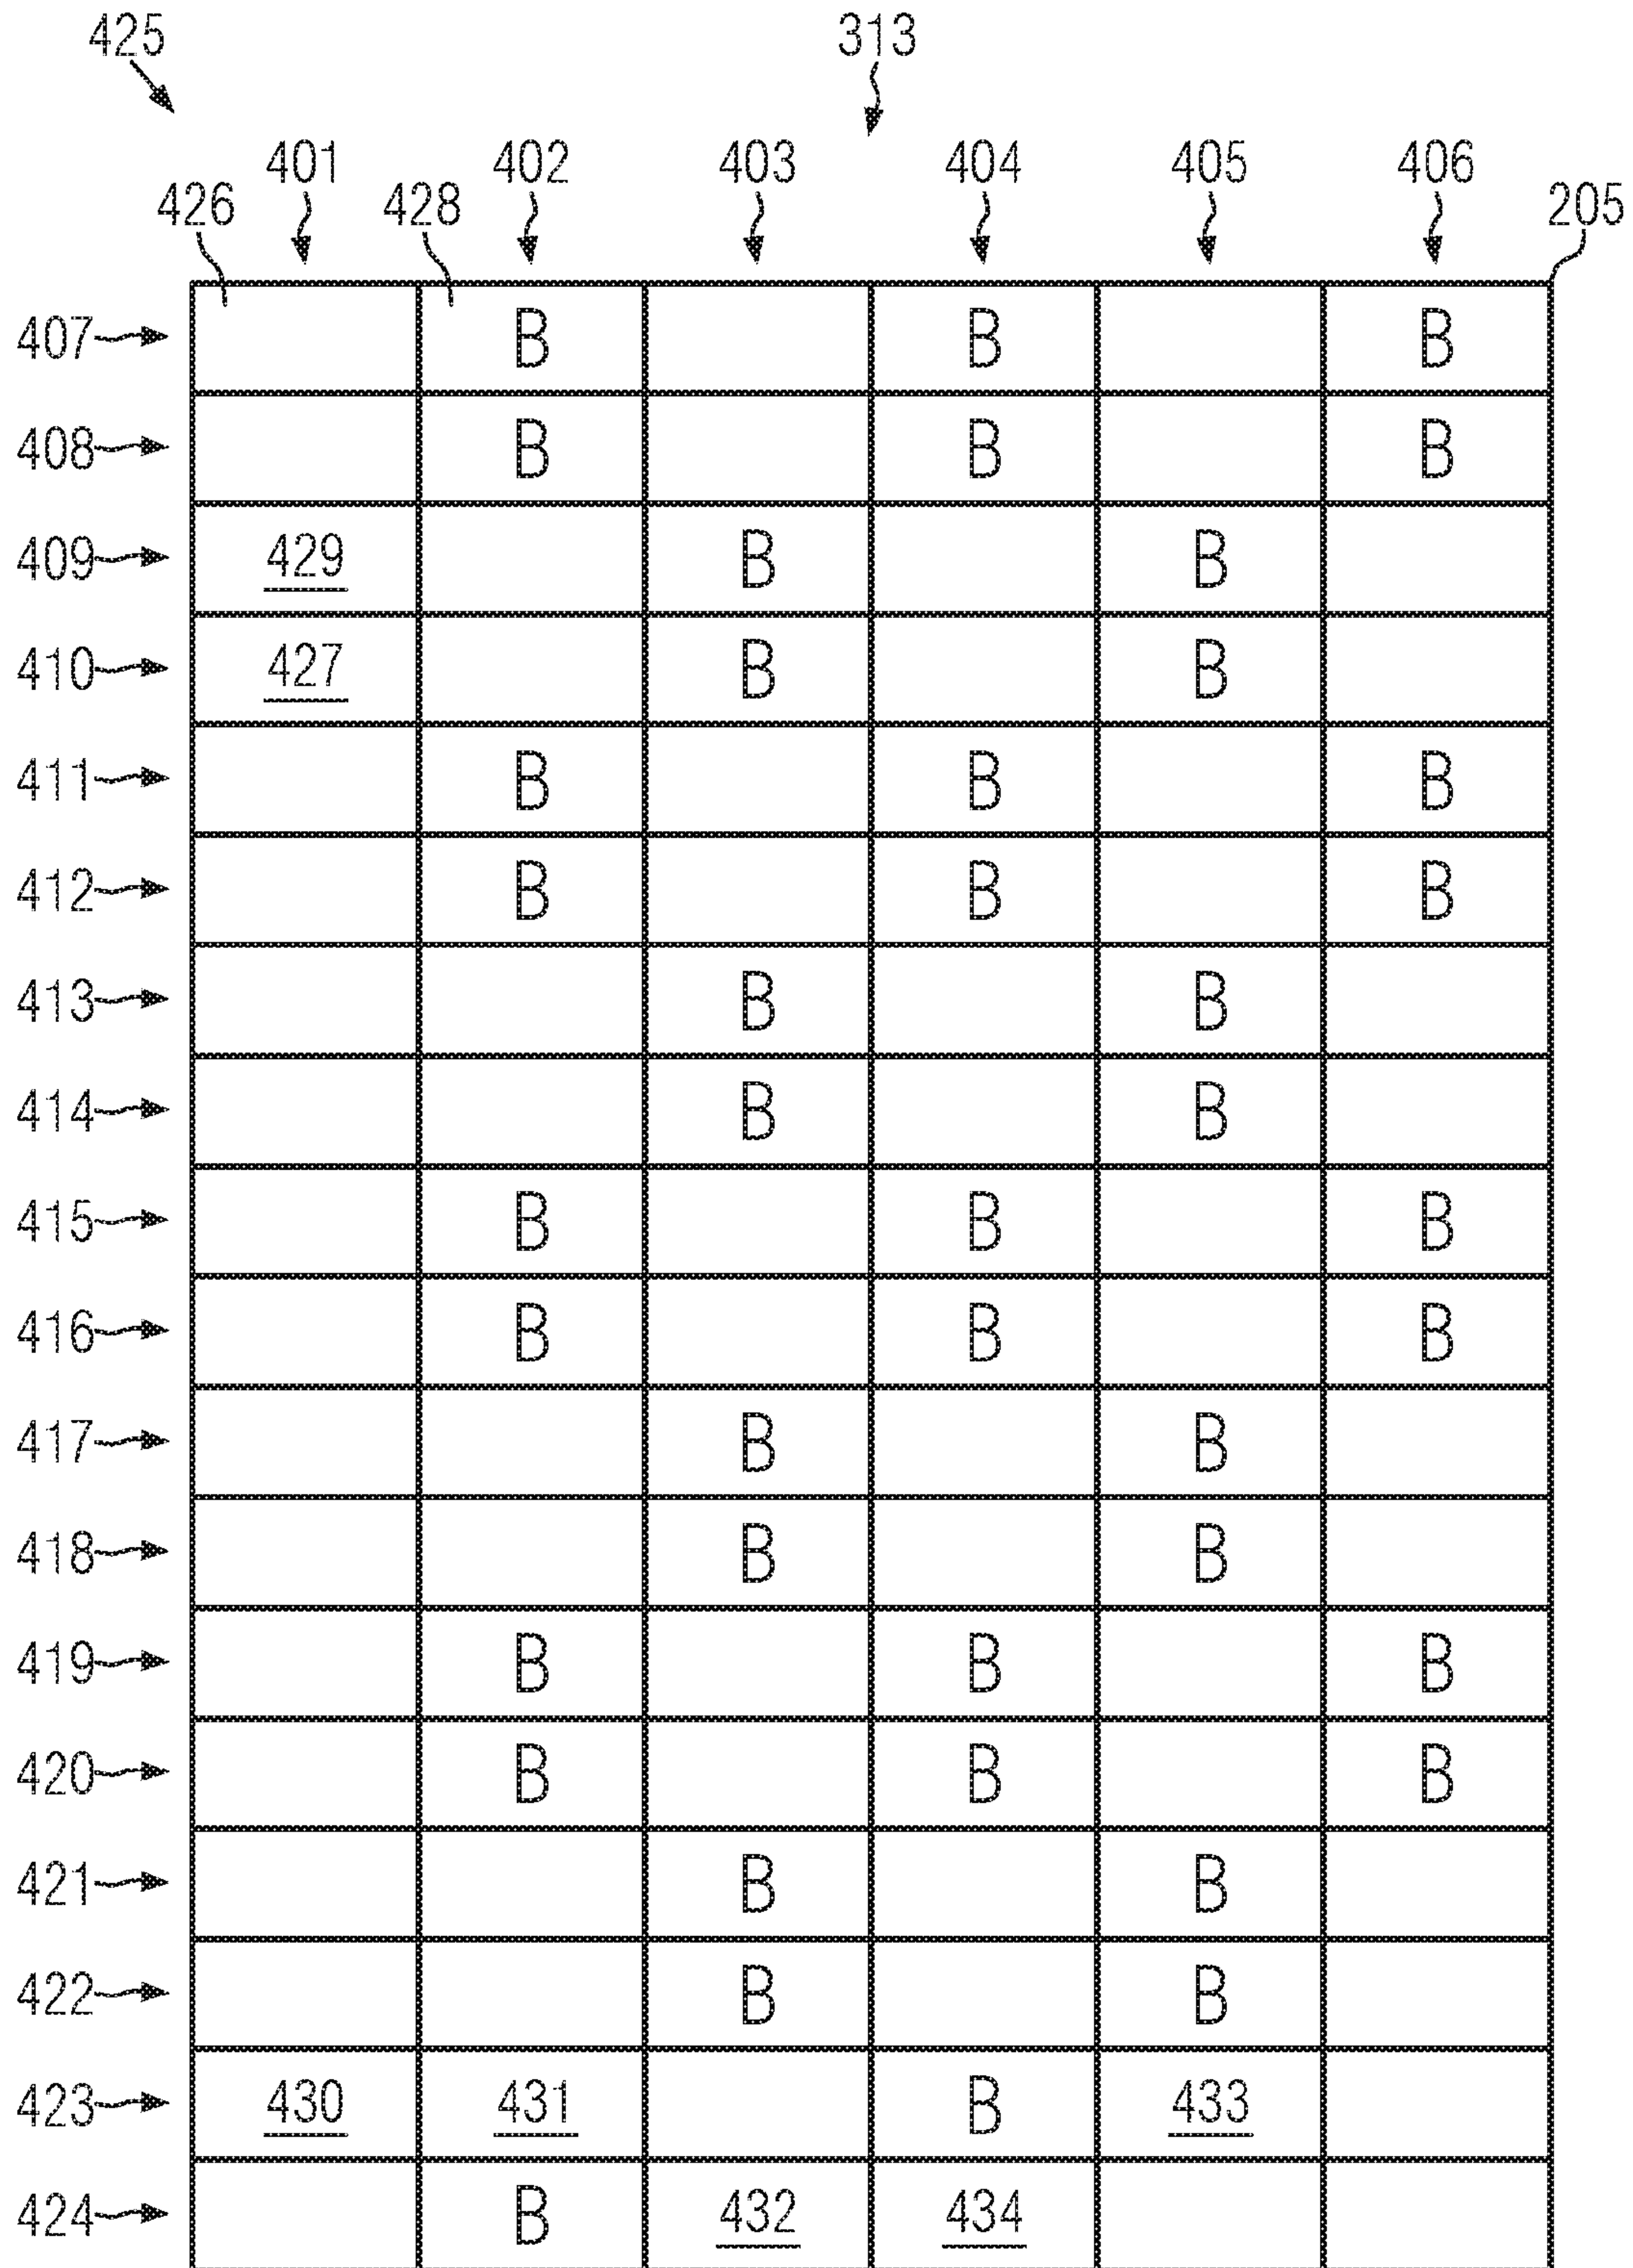 425 313
401 402 403 404 405 406
426 428 205
407 B B B
408 B B B
409 429 B B
410 427 B B
411 B B B
412 B B B
413 B B
414 B B
415 B B B
416 B B B
417 B B
418 B B
419 B B B
420 B B B
421 B B
422 B B
423 430 431 B 433
424 B 432 434